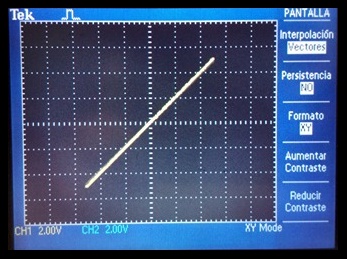 Tek
PANTALLA
Interpolación
Vectores
Persistencia
NO
Formato
XY
Aumentar
Contraste
Reducir
Contraste
CH1 2.00V CH2 2.00V XY Mode